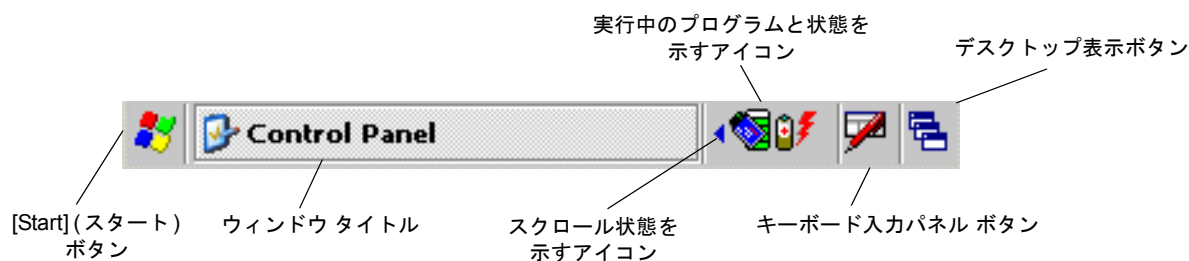 実行中のプログラムと状態を
示すアイコン
デスクトップ表示ボタン
Control Panel
[Start] (スタート)
ボタン
ウィンドウ タイトル
スクロール状態を
示すアイコン
キーボード入力パネル ボタン